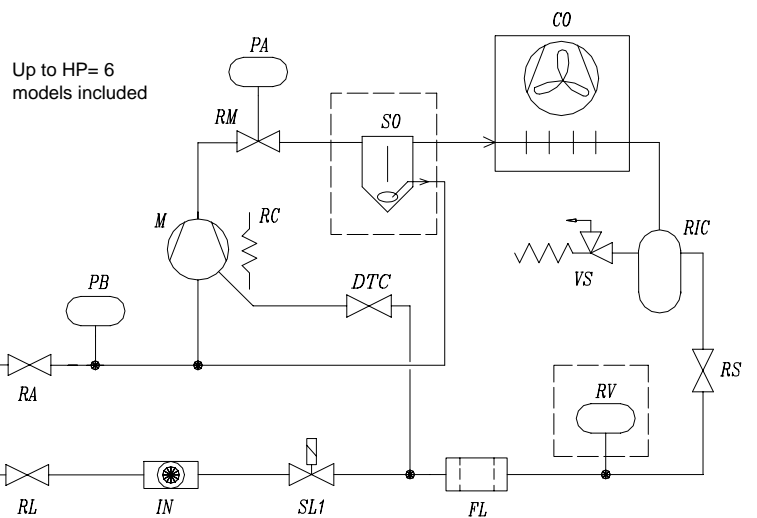 CO
PA
Up to HP= 6
models included
RM
SO
M
RC
RIC
DTC
VS
PB
RS
RA
RV
RL
IN
SL1
FL